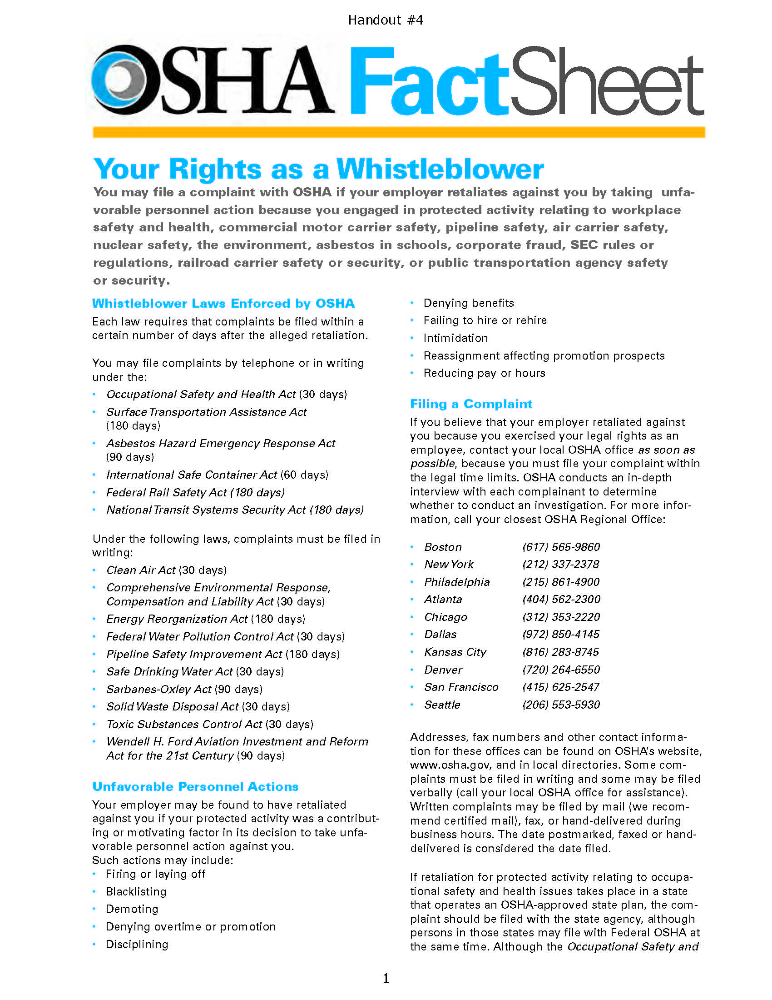 Handout #4
OSHA FactSheet
Your Rights as a Whistleblower
You may file a complaint with OSHA if your employer retaliates against you by taking unfa-
vorable personnel action because you engaged in protected activity relating to workplace
safety and health, commercial motor carrier safety, pipeline safety, air carrier safety,
nuclear safety, the environment, asbestos in schools, corporate fraud, SEC rules or
regulations, railroad carrier safety or security, or public transportation agency safety
or security.
Whistleblower Laws Enforced by OSHA
Each law requires that complaints be filed within a
certain number of days after the alleged retaliation.
You may file complaints by telephone or in writing
under the:
• Occupational Safety and Health Act (30 days)
• Surface Transportation Assistance Act
(180 days)
• Asbestos Hazard Emergency Response Act
(90 days)
• International Safe Container Act (60 days)
• Federal Rail Safety Act (180 days)
• National Transit Systems Security Act (180 days)
Under the following laws, complaints must be filed in
writing:
• Clean Air Act (30 days)
• Comprehensive Environmental Response,
Compensation and Liability Act (30 days)
• Energy Reorganization Act (180 days)
• Federal Water Pollution Control Act (30 days)
• Pipeline Safety Improvement Act (180 days)
• Safe Drinking Water Act (30 days)
• Sarbanes-Oxley Act (90 days)
• Solid Waste Disposal Act (30 days)
• Toxic Substances Control Act (30 days)
• Wendell H. Ford Aviation Investment and Reform
Act for the 21st Century (90 days)
Unfavorable Personnel Actions
Your employer may be found to have retaliated
against you if your protected activity was a contribut-
ing or motivating factor in its decision to take unfa-
vorable personnel action against you.
Such actions may include:
• Firing or laying off
• Blacklisting
• Demoting
• Denying overtime or promotion
• Disciplining
• Denying benefits
• Failing to hire or rehire
• Intimidation
• Reassignment affecting promotion prospects
• Reducing pay or hours
Filing a Complaint
If you believe that your employer retaliated against
you because you exercised your legal rights as an
employee, contact your local OSHA office as soon as
possible, because you must file your complaint within
the legal time limits. OSHA conducts an in-depth
interview with each complainant to determine
whether to conduct an investigation. For more infor-
mation, call your closest OSHA Regional Office:
• Boston (617) 565-9860
• New York (212) 337-2378
• Philadelphia (215) 861-4900
• Atlanta (404) 562-2300
• Chicago (312) 353-2220
• Dallas (972) 850-4145
• Kansas City (816) 283-8745
• Denver (720) 264-6550
• San Francisco (415) 625-2547
• Seattle (206) 553-5930
Addresses, fax numbers and other contact informa-
tion for these offices can be found on OSHA's website,
www.osha.gov, and in local directories. Some com-
plaints must be filed in writing and some may be filed
verbally (call your local OSHA office for assistance).
Written complaints may be filed by mail (we recom-
mend certified mail), fax, or hand-delivered during
business hours. The date postmarked, faxed or hand-
delivered is considered the date filed.
If retaliation for protected activity relating to occupa-
tional safety and health issues takes place in a state
that operates an OSHA-approved state plan, the com-
plaint should be filed with the state agency, although
persons in those states may file with Federal OSHA at
the same time. Although the Occupational Safety and
1